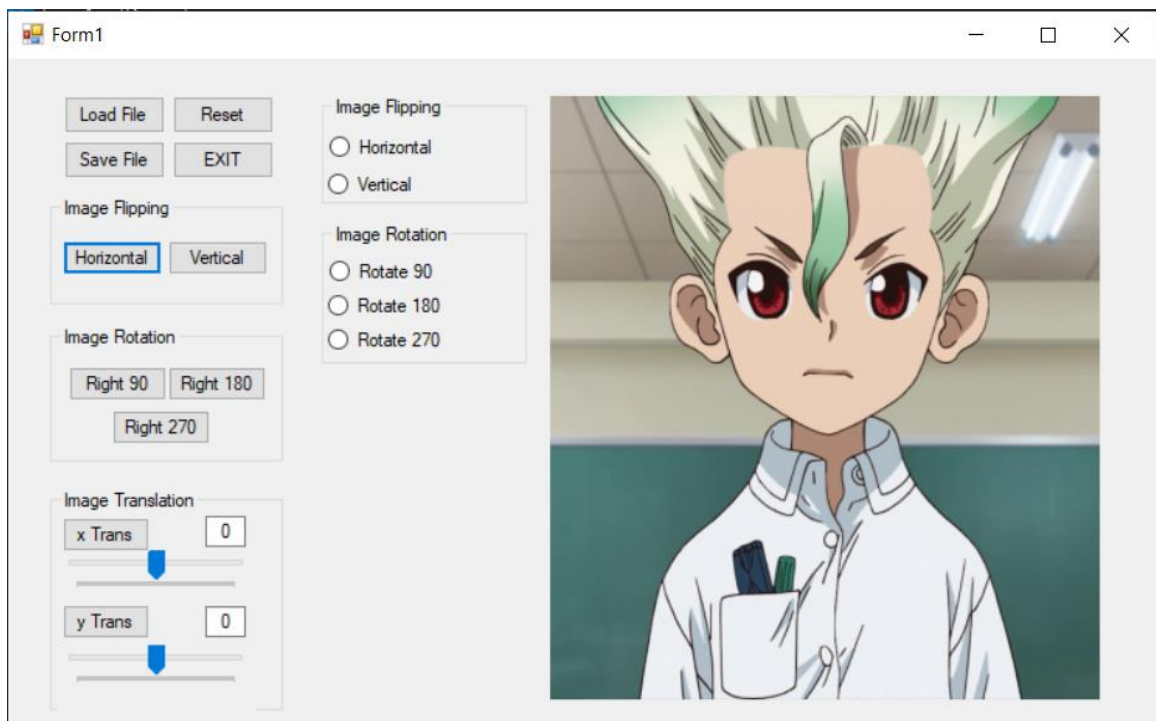 Form1
Load File
Reset
Save File
EXIT
Image Flipping
Horizontal
Vertical
Image Rotation
Right 90
Right 180
Right 270
Image Translation
x Trans
0
y Trans
0
Image Flipping
Horizontal
Vertical
Image Rotation
Rotate 90
Rotate 180
Rotate 270